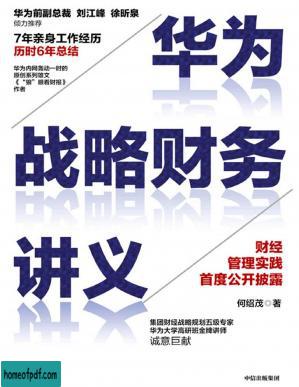 华为前副总裁 刘江峰 徐昕泉
倾力推荐
7年亲身工作经历
历时6年总结
华为内网轰动一时的
原创系列雄文
《“狼”眼看财报》
作者
华为
战略财务
讲义
财经
管理实践
首度公开披露
何绍茂 著
集团财经战略规划五级专家
华为大学高研班金牌讲师
诚意巨献
homeofpdf.com
中信出版集团